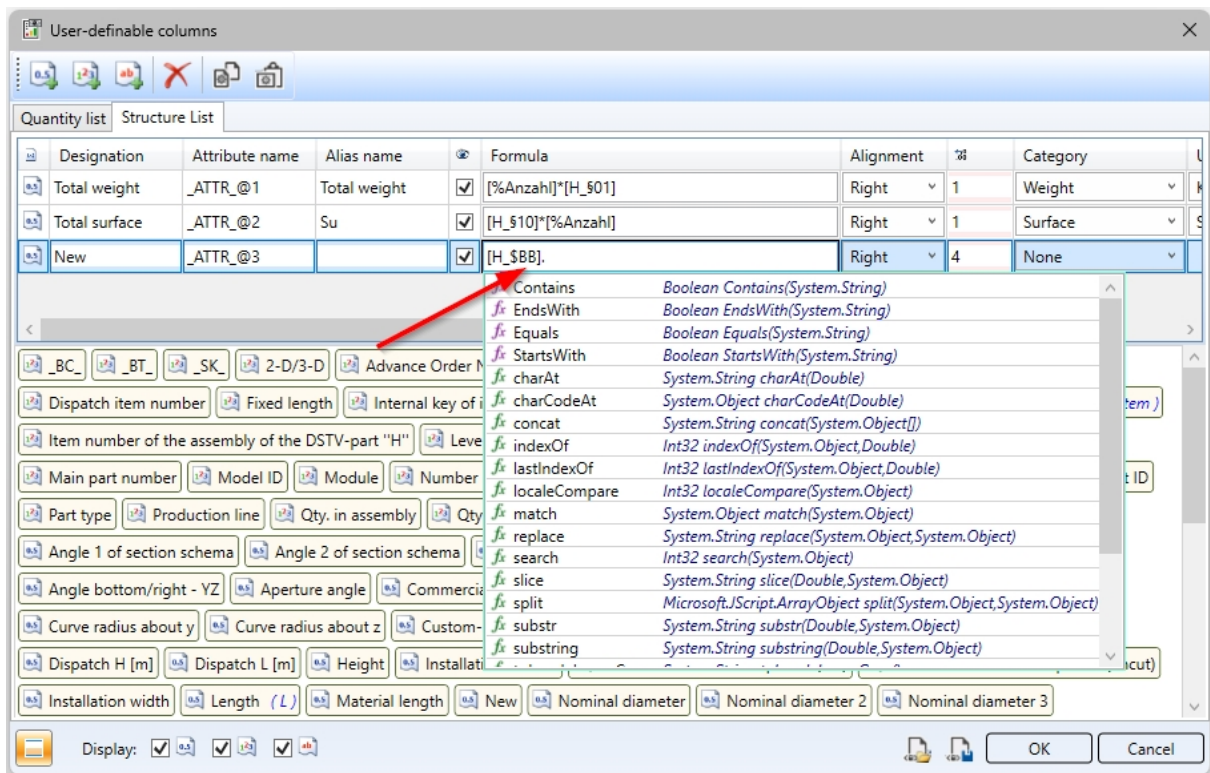 User-definable columns
Quantity list Structure List
Designation Attribute name Alias name Formula Alignment Category
Total weight _ATTR_@1 Total weight [%Anzahl]*[H_§01] Right 1 Weight
Total surface _ATTR_@2 Su [H_§10]*[%Anzahl] Right 1 Surface
New _ATTR_@3 [H_$BB]. Right 4 None
Contains Boolean Contains(System.String)
EndsWith Boolean EndsWith(System.String)
Equals Boolean Equals(System.String)
StartsWith Boolean StartsWith(System.String)
charAt System.String charAt(Double)
charCodeAt System.Object charCodeAt(Double)
concat System.String concat(System.Object[])
indexOf Int32 indexOf(System.Object,Double)
lastIndexOf Int32 lastIndexOf(System.Object,Double)
localeCompare Int32 localeCompare(System.Object)
match System.Object match(System.Object)
replace System.String replace(System.Object,System.Object)
search Int32 search(System.Object)
slice System.String slice(Double,System.Object)
split Microsoft.JScript.ArrayObject split(System.Object,System.Object)
substr System.String substr(Double,System.Object)
substring System.String substring(Double,System.Object)
_BC_ _BT_ _SK_ 2-D/3-D Advance Order
Dispatch item number Fixed length Internal key of
Item number of the assembly of the DSTV-part "H"
Main part number Model ID Module Number ID
Part type Production line Qty. in assembly Qty
Angle 1 of section schema Angle 2 of section schema
Angle bottom/right - YZ Aperture angle
Curve radius about y Curve radius about z
Dispatch H [m] Dispatch L [m] Height
Installation width Length (L) Material length New Nominal diameter Nominal diameter 2 Nominal diameter 3
Display: OK Cancel